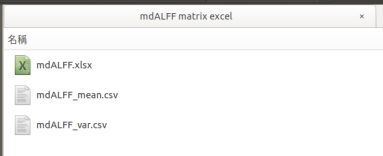 mdALFF matrix excel
名稱
mdALFF.xlsx
mdALFF_mean.csv
mdALFF_var.csv